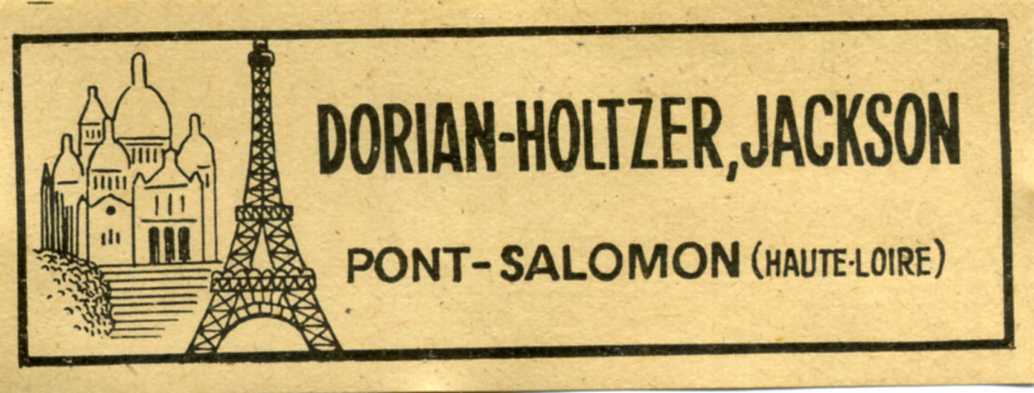 DORIAN-HOLTZER, JACKSON
PONT-SALOMON (HAUTE-LOIRE)